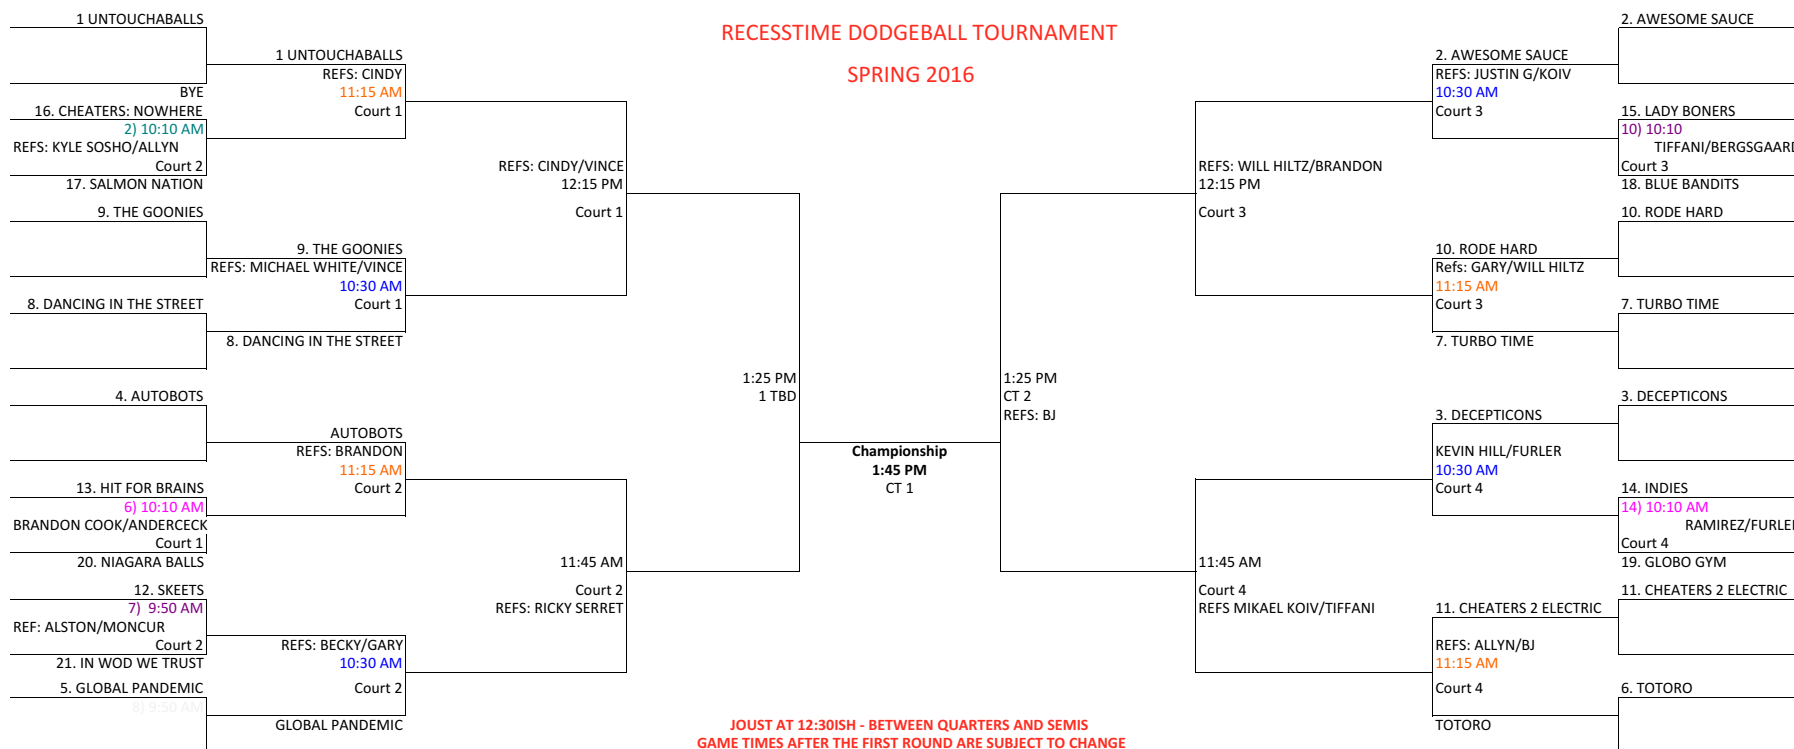 RECESSTIME DODGEBALL TOURNAMENT
SPRING 2016
1 UNTOUCHABALLS
BYE
16. CHEATERS: NOWHERE
2) 10:10 AM
REFS: KYLE SOSHO/ALLYN
Court 2
17. SALMON NATION
9. THE GOONIES
8. DANCING IN THE STREET
4. AUTOBOTS
13. HIT FOR BRAINS
6) 10:10 AM
BRANDON COOK/ANDERCECK
Court 1
20. NIAGARA BALLS
12. SKEETS
7) 9:50 AM
REF: ALSTON/MONCUR
Court 2
21. IN WOD WE TRUST
5. GLOBAL PANDEMIC
8) 9:50 AM
1 UNTOUCHABALLS
REFS: CINDY
11:15 AM
Court 1
9. THE GOONIES
REFS: MICHAEL WHITE/VINCE
10:30 AM
Court 1
8. DANCING IN THE STREET
AUTOBOTS
REFS: BRANDON
11:15 AM
Court 2
REFS: BECKY/GARY
10:30 AM
Court 2
GLOBAL PANDEMIC
REFS: CINDY/VINCE
12:15 PM
Court 1
11:45 AM
Court 2
REFS: RICKY SERRET
1:25 PM
1 TBD
Championship
1:45 PM
CT 1
1:25 PM
CT 2
REFS: BJ
REFS: WILL HILTZ/BRANDON
12:15 PM
Court 3
11:45 AM
Court 4
REFS MIKAEL KOIV/TIFFANI
2. AWESOME SAUCE
REFS: JUSTIN G/KOIV
10:30 AM
Court 3
10. RODE HARD
Refs: GARY/WILL HILTZ
11:15 AM
Court 3
7. TURBO TIME
3. DECEPTICONS
KEVIN HILL/FURLER
10:30 AM
Court 4
11. CHEATERS 2 ELECTRIC
REFS: ALLYN/BJ
11:15 AM
Court 4
TOTORO
2. AWESOME SAUCE
15. LADY BONERS
10) 10:10
TIFFANI/BERGSGAARD
Court 3
18. BLUE BANDITS
10. RODE HARD
7. TURBO TIME
3. DECEPTICONS
14. INDIES
14) 10:10 AM
RAMIREZ/FURLE
Court 4
19. GLOBO GYM
11. CHEATERS 2 ELECTRIC
6. TOTORO
JOUST AT 12:30ISH - BETWEEN QUARTERS AND SEMIS
GAME TIMES AFTER THE FIRST ROUND ARE SUBJECT TO CHANGE